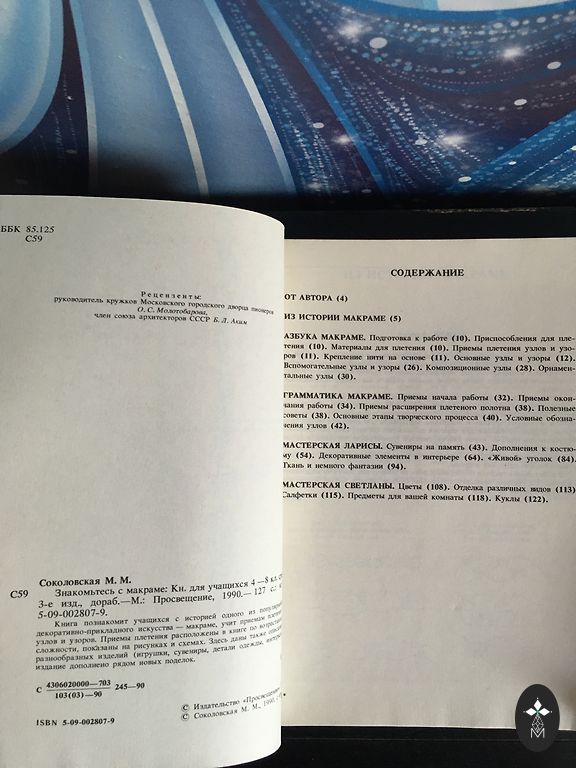 ББК 85.125
С59
Рецензенты:
руководитель кружков Московского городского дворца пионеров
О. С. Молотобарова,
член союза архитекторов СССР Б. Л. Аким
Соколовская М. М.
С59 Знакомьтесь с макраме: Кн. для учащихся 4—8 кл.
3-е изд., дораб.—М.: Просвещение, 1990.— 127 с.:
5-09-002807-9.
Книга познакомит учащихся с историей одного из
декоративно-прикладного искусства — макраме, учит приемам
узлов и узоров. Приемы плетения расположены в книге по
сложности, показаны на рисунках и схемах. Здесь даны также
разнообразных изделий (игрушки, сувениры, детали одежды,
издание дополнено рядом новых поделок.
С 4306020000—703 245—90
103(03)—90
© Издательство «Просвещение»
© Соколовская М. М., 1990,
ISBN 5-09-002807-9
СОДЕРЖАНИЕ
ОТ АВТОРА (4)
ИЗ ИСТОРИИ МАКРАМЕ (5)
АЗБУКА МАКРАМЕ. Подготовка к работе (10). Приспособления для пле-
тения (10). Материалы для плетения (10). Приемы плетения узлов и узо-
ров (11). Крепление нити на основе (11). Основные узлы и узоры (12).
Вспомогательные узлы и узоры (26). Композиционные узлы (28). Орнамен-
тальные узлы (30).
ГРАММАТИКА МАКРАМЕ. Приемы начала работы (32). Приемы окон-
чания работы (34). Приемы расширения плетеного полотна (38). Полезные
советы (38). Основные этапы творческого процесса (40). Условные обозна-
чения узлов (42).
МАСТЕРСКАЯ ЛАРИСЫ. Сувениры на память (43). Дополнения к костю-
му (54). Декоративные элементы в интерьере (64). «Живой» уголок (84).
Ткань и немного фантазии (94).
МАСТЕРСКАЯ СВЕТЛАНЫ. Цветы (108). Отделка различных видов (113)
Салфетки (115). Предметы для вашей комнаты (118). Куклы (122).
М